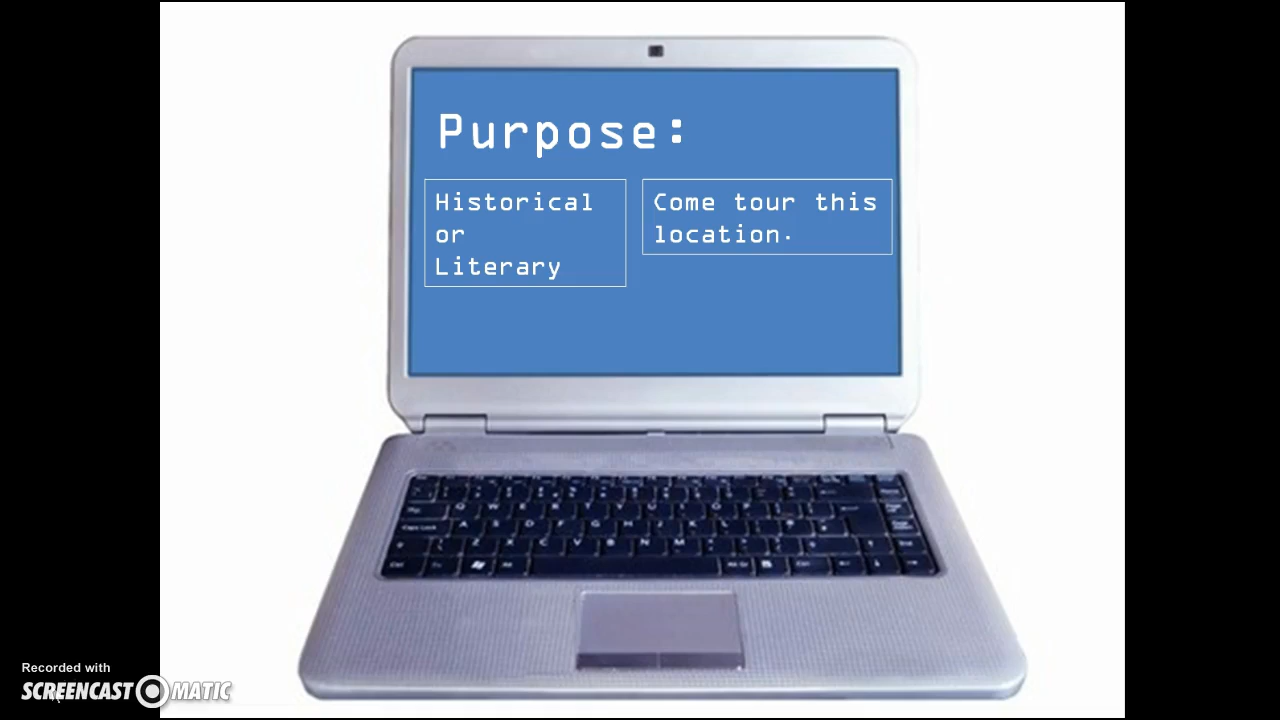 Purpose:
Historical
or
Literary
Come tour this
location.
Recorded with
SCREENCAST MATIC